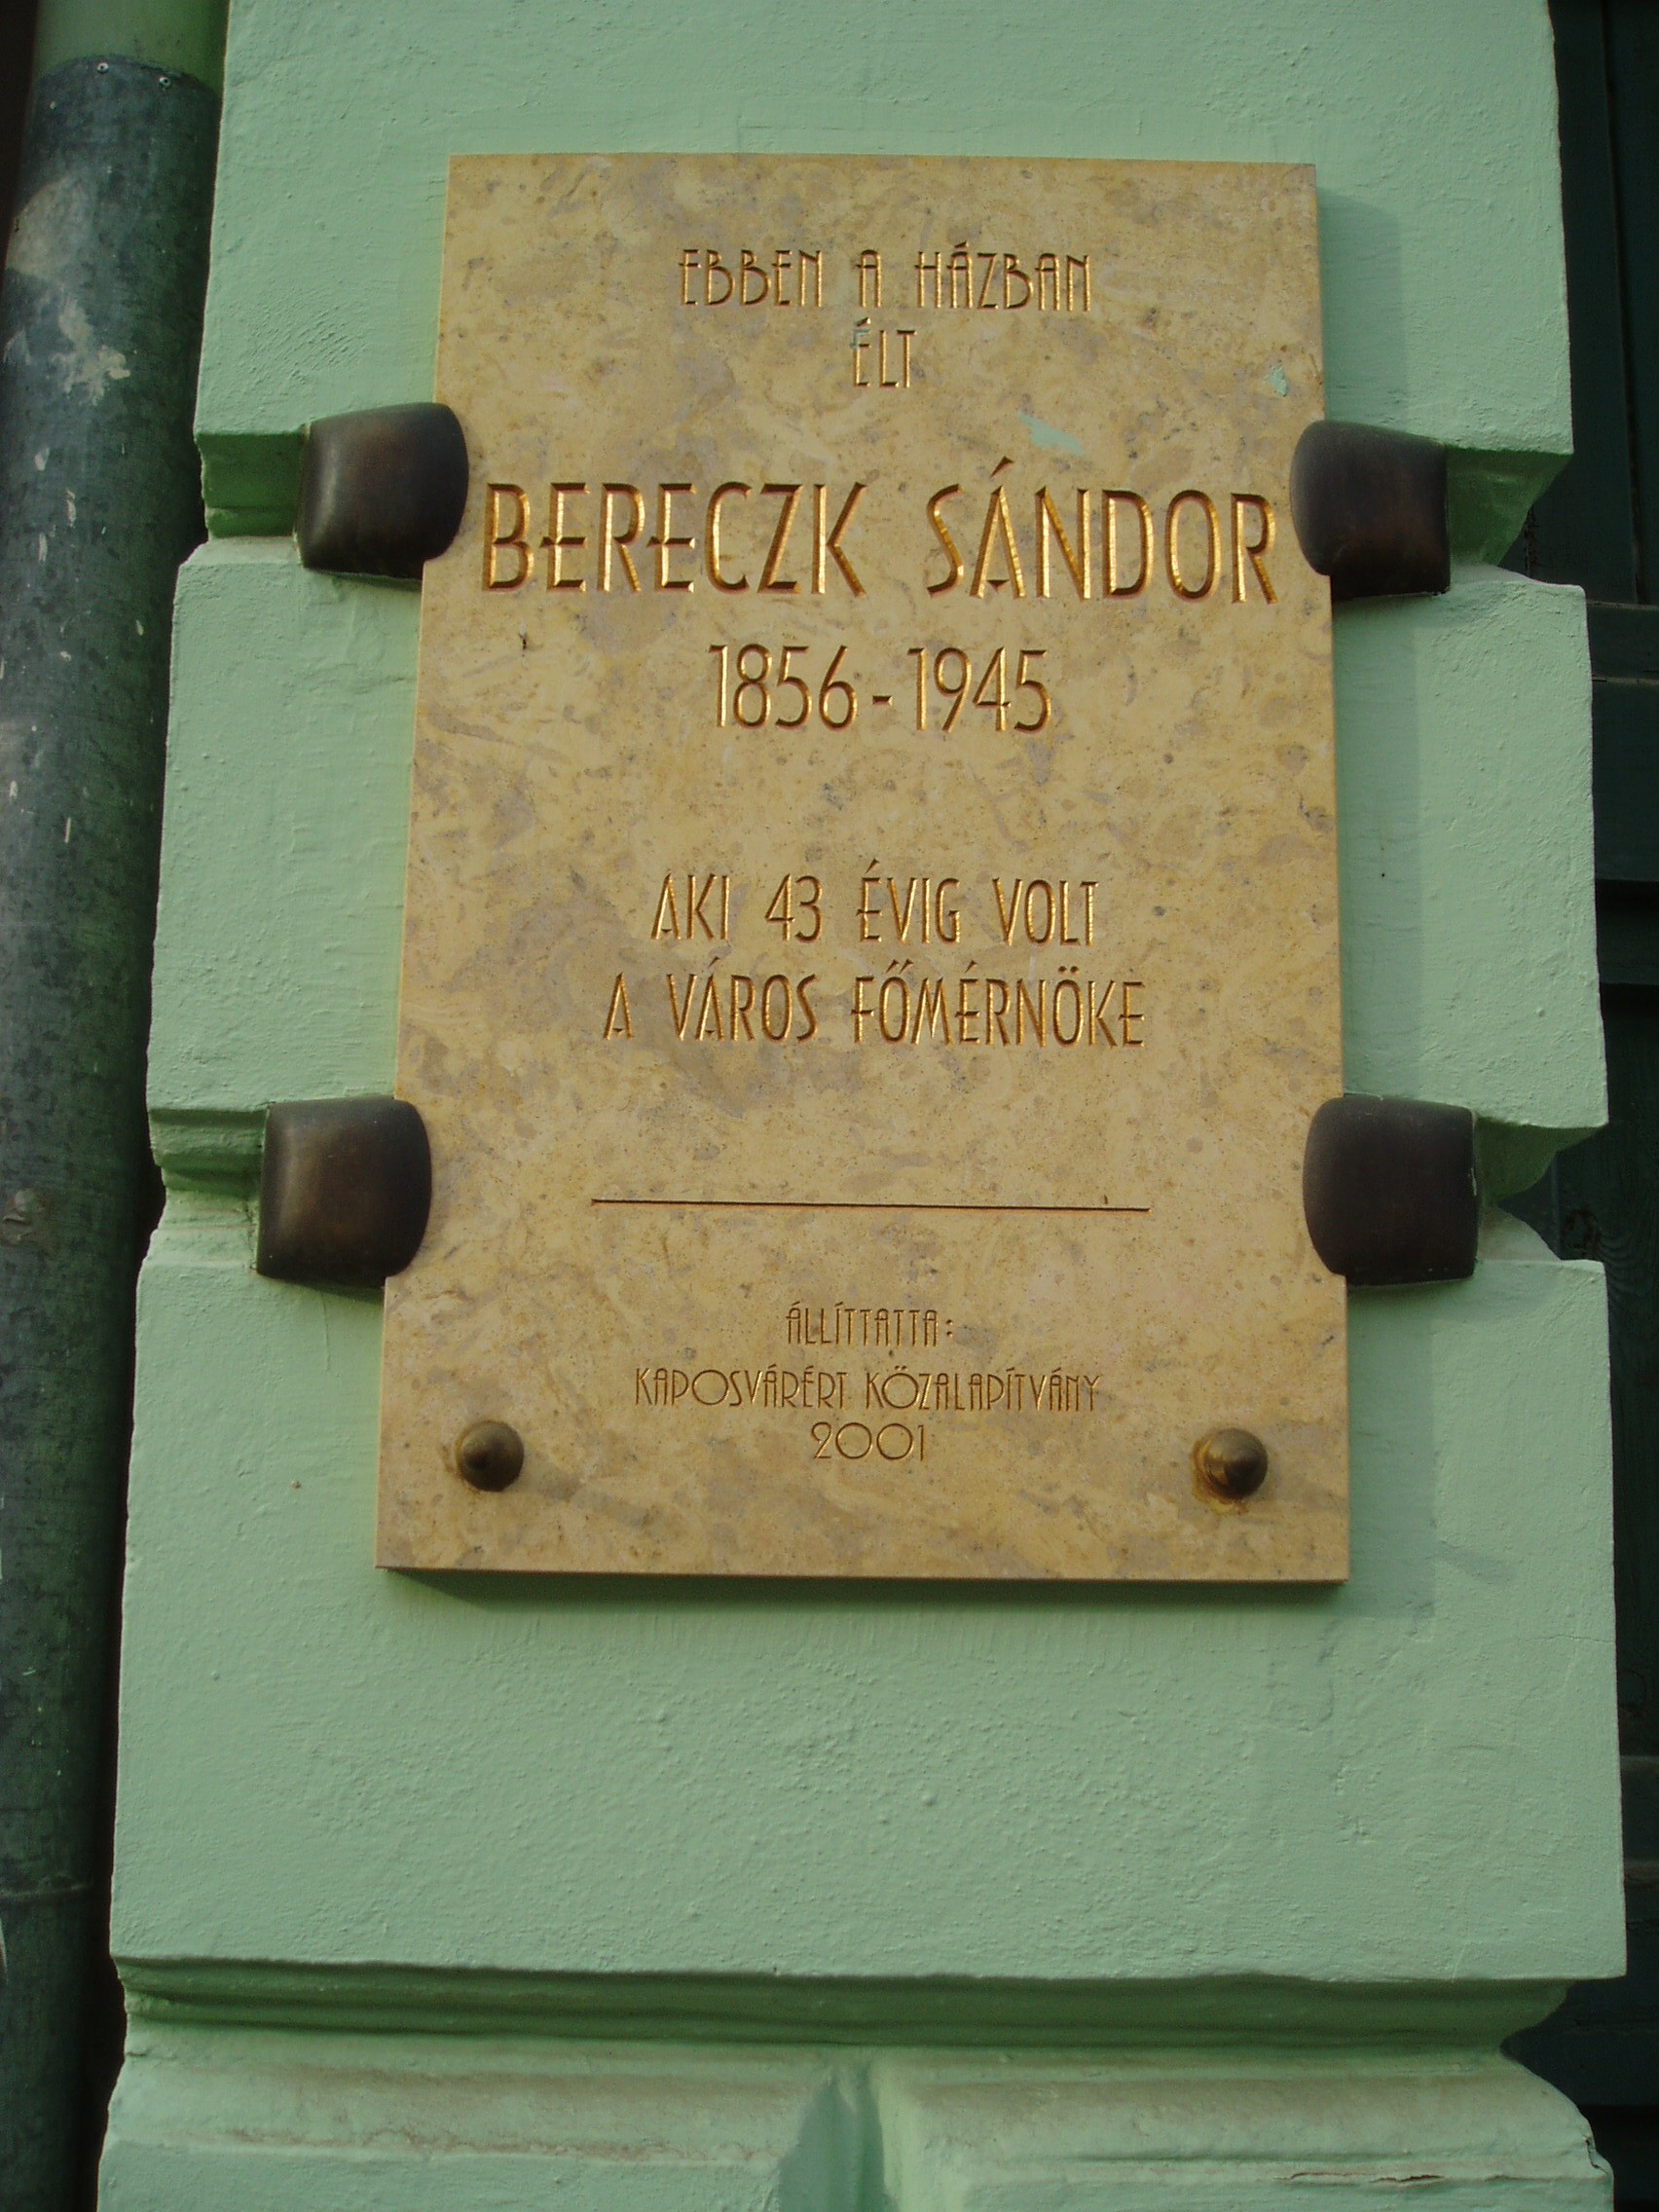 EBBEN A HÁZBAN
ÉLT
BERECZK SÁNDOR
1856-1945
AKI 43 ÉVIG VOLT
A VÁROS FŐMÉRNÖKE
ÁLLÍTTATTA:
KAPOSVÁRÉRT KÖZALAPÍTVÁNY
2001